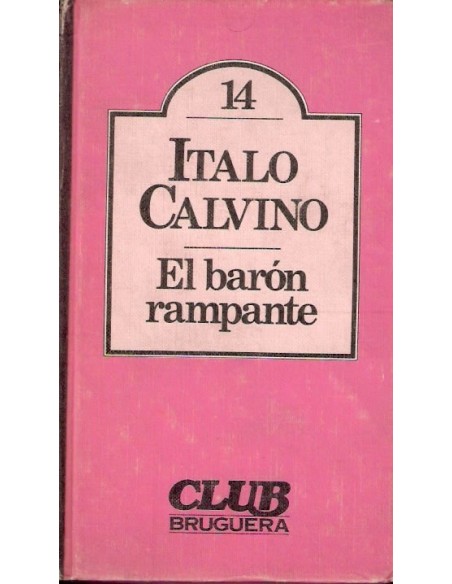 14
ITALO
CALVINO
El barón
rampante
CLUB
BRUGUERA